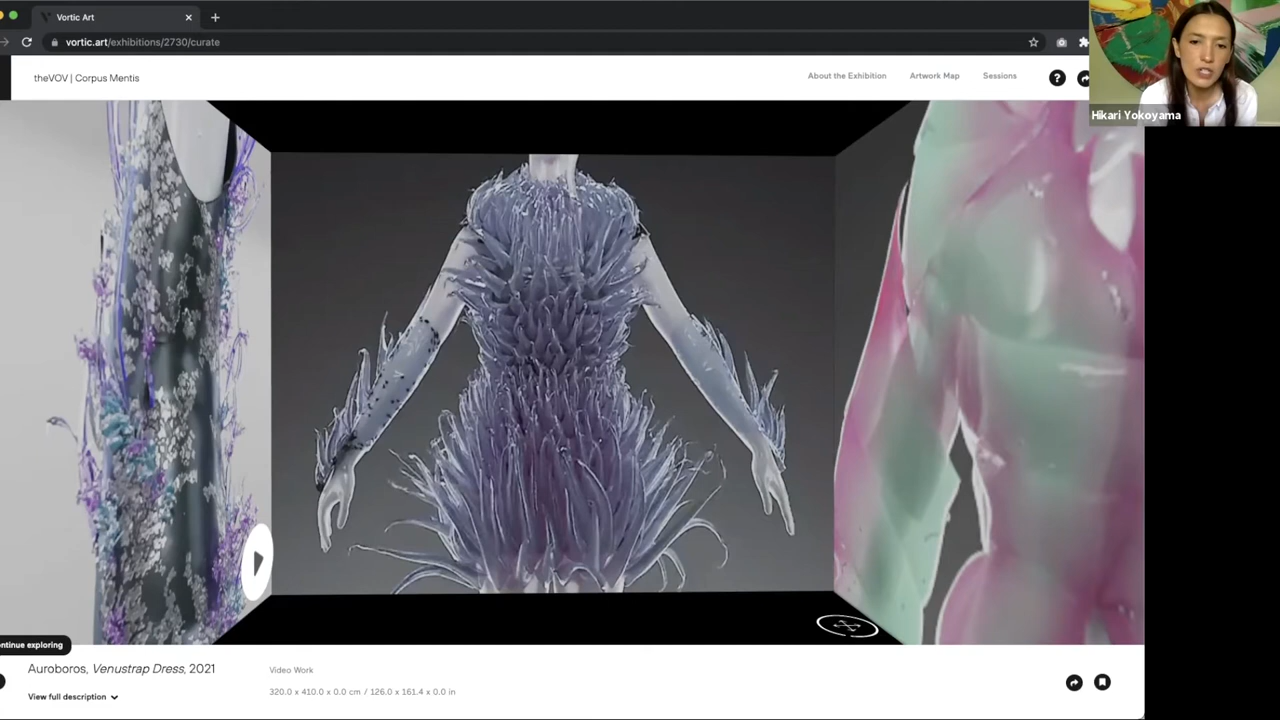 Vortic Art
vortic.art/exhibitions/2730/curate
theVOV | Corpus Mentis
About the Exhibition
Artwork Map
Sessions
?
Hikari Yokoyama
ntinue exploring
Auroboros, Venustrap Dress, 2021
Video Work
View full description
320.0 x 410.0 x 0.0 cm / 126.0 x 161.4 x 0.0 in